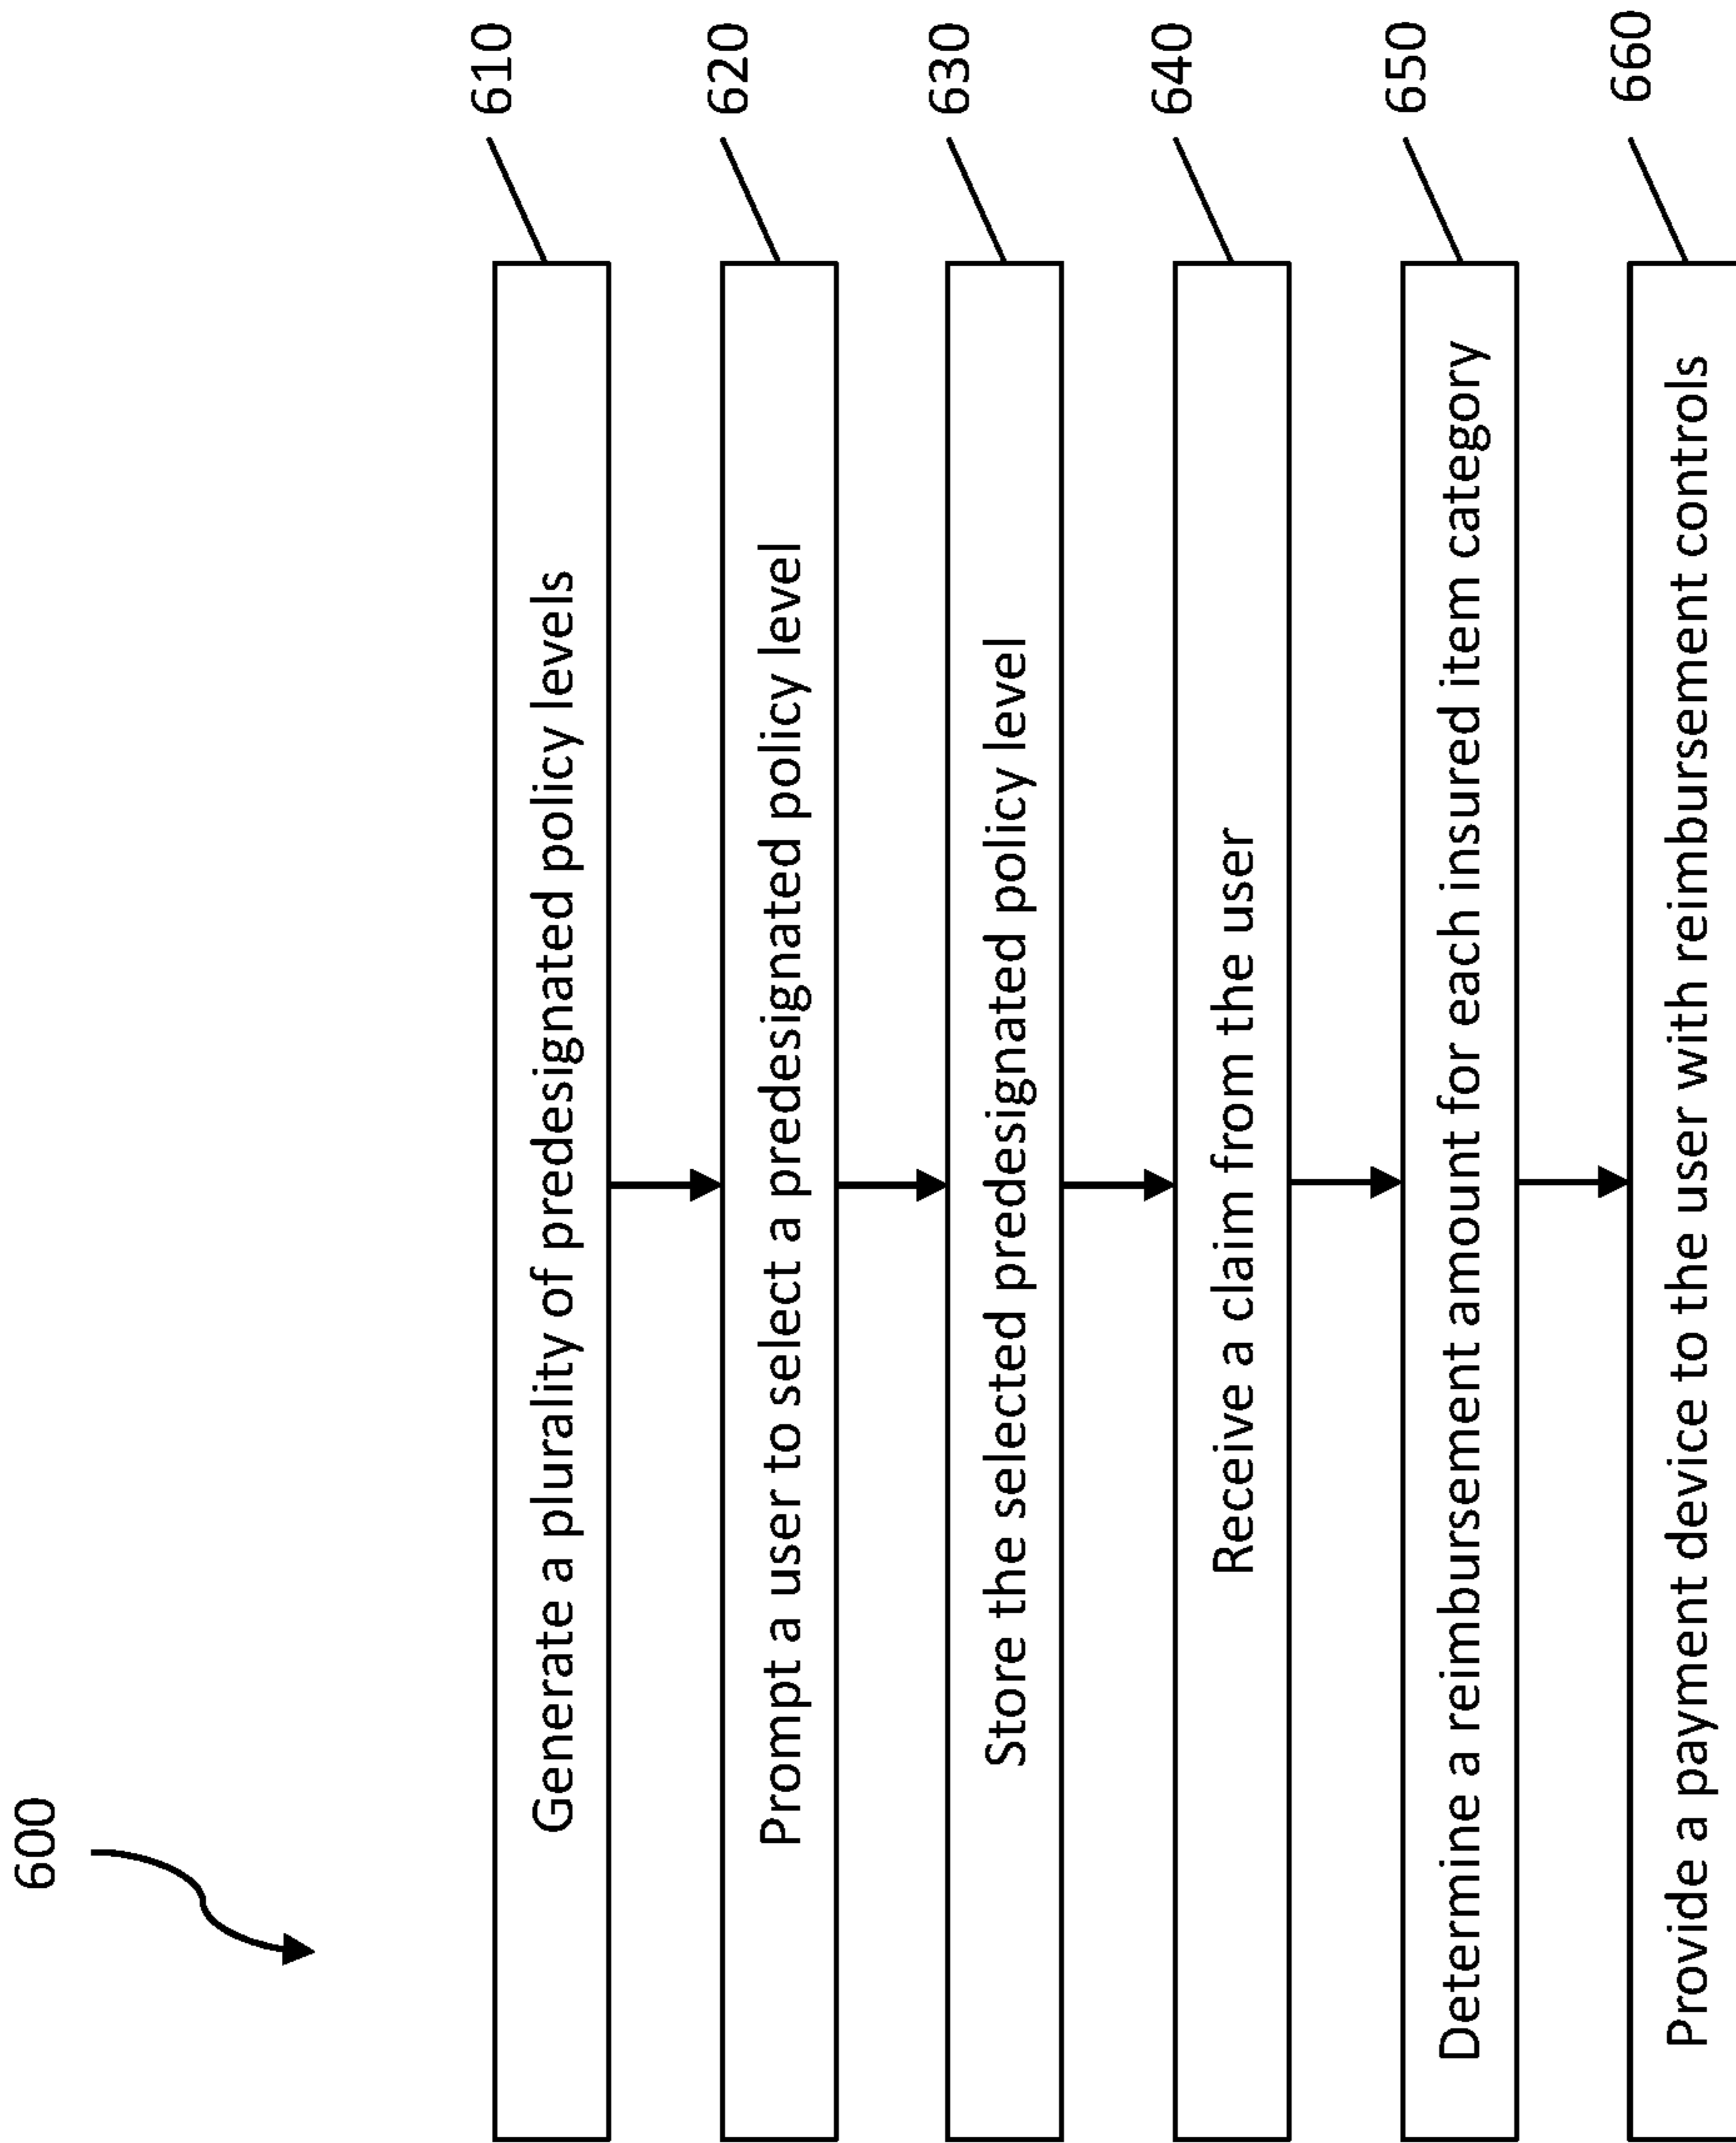 600
Generate a plurality of predesignated policy levels
610
Prompt a user to select a predesignated policy level
620
Store the selected predesignated policy level
630
Receive a claim from the user
640
Determine a reimbursement amount for each insured item category
650
Provide a payment device to the user with reimbursement controls
660